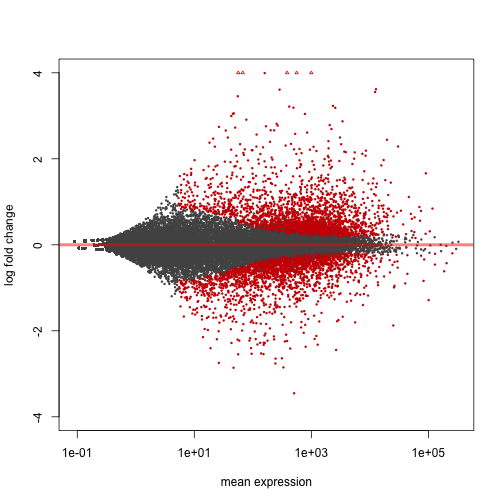 4
2
0
-2
-4
log fold change
1e-01
1e+01
1e+03
1e+05
mean expression